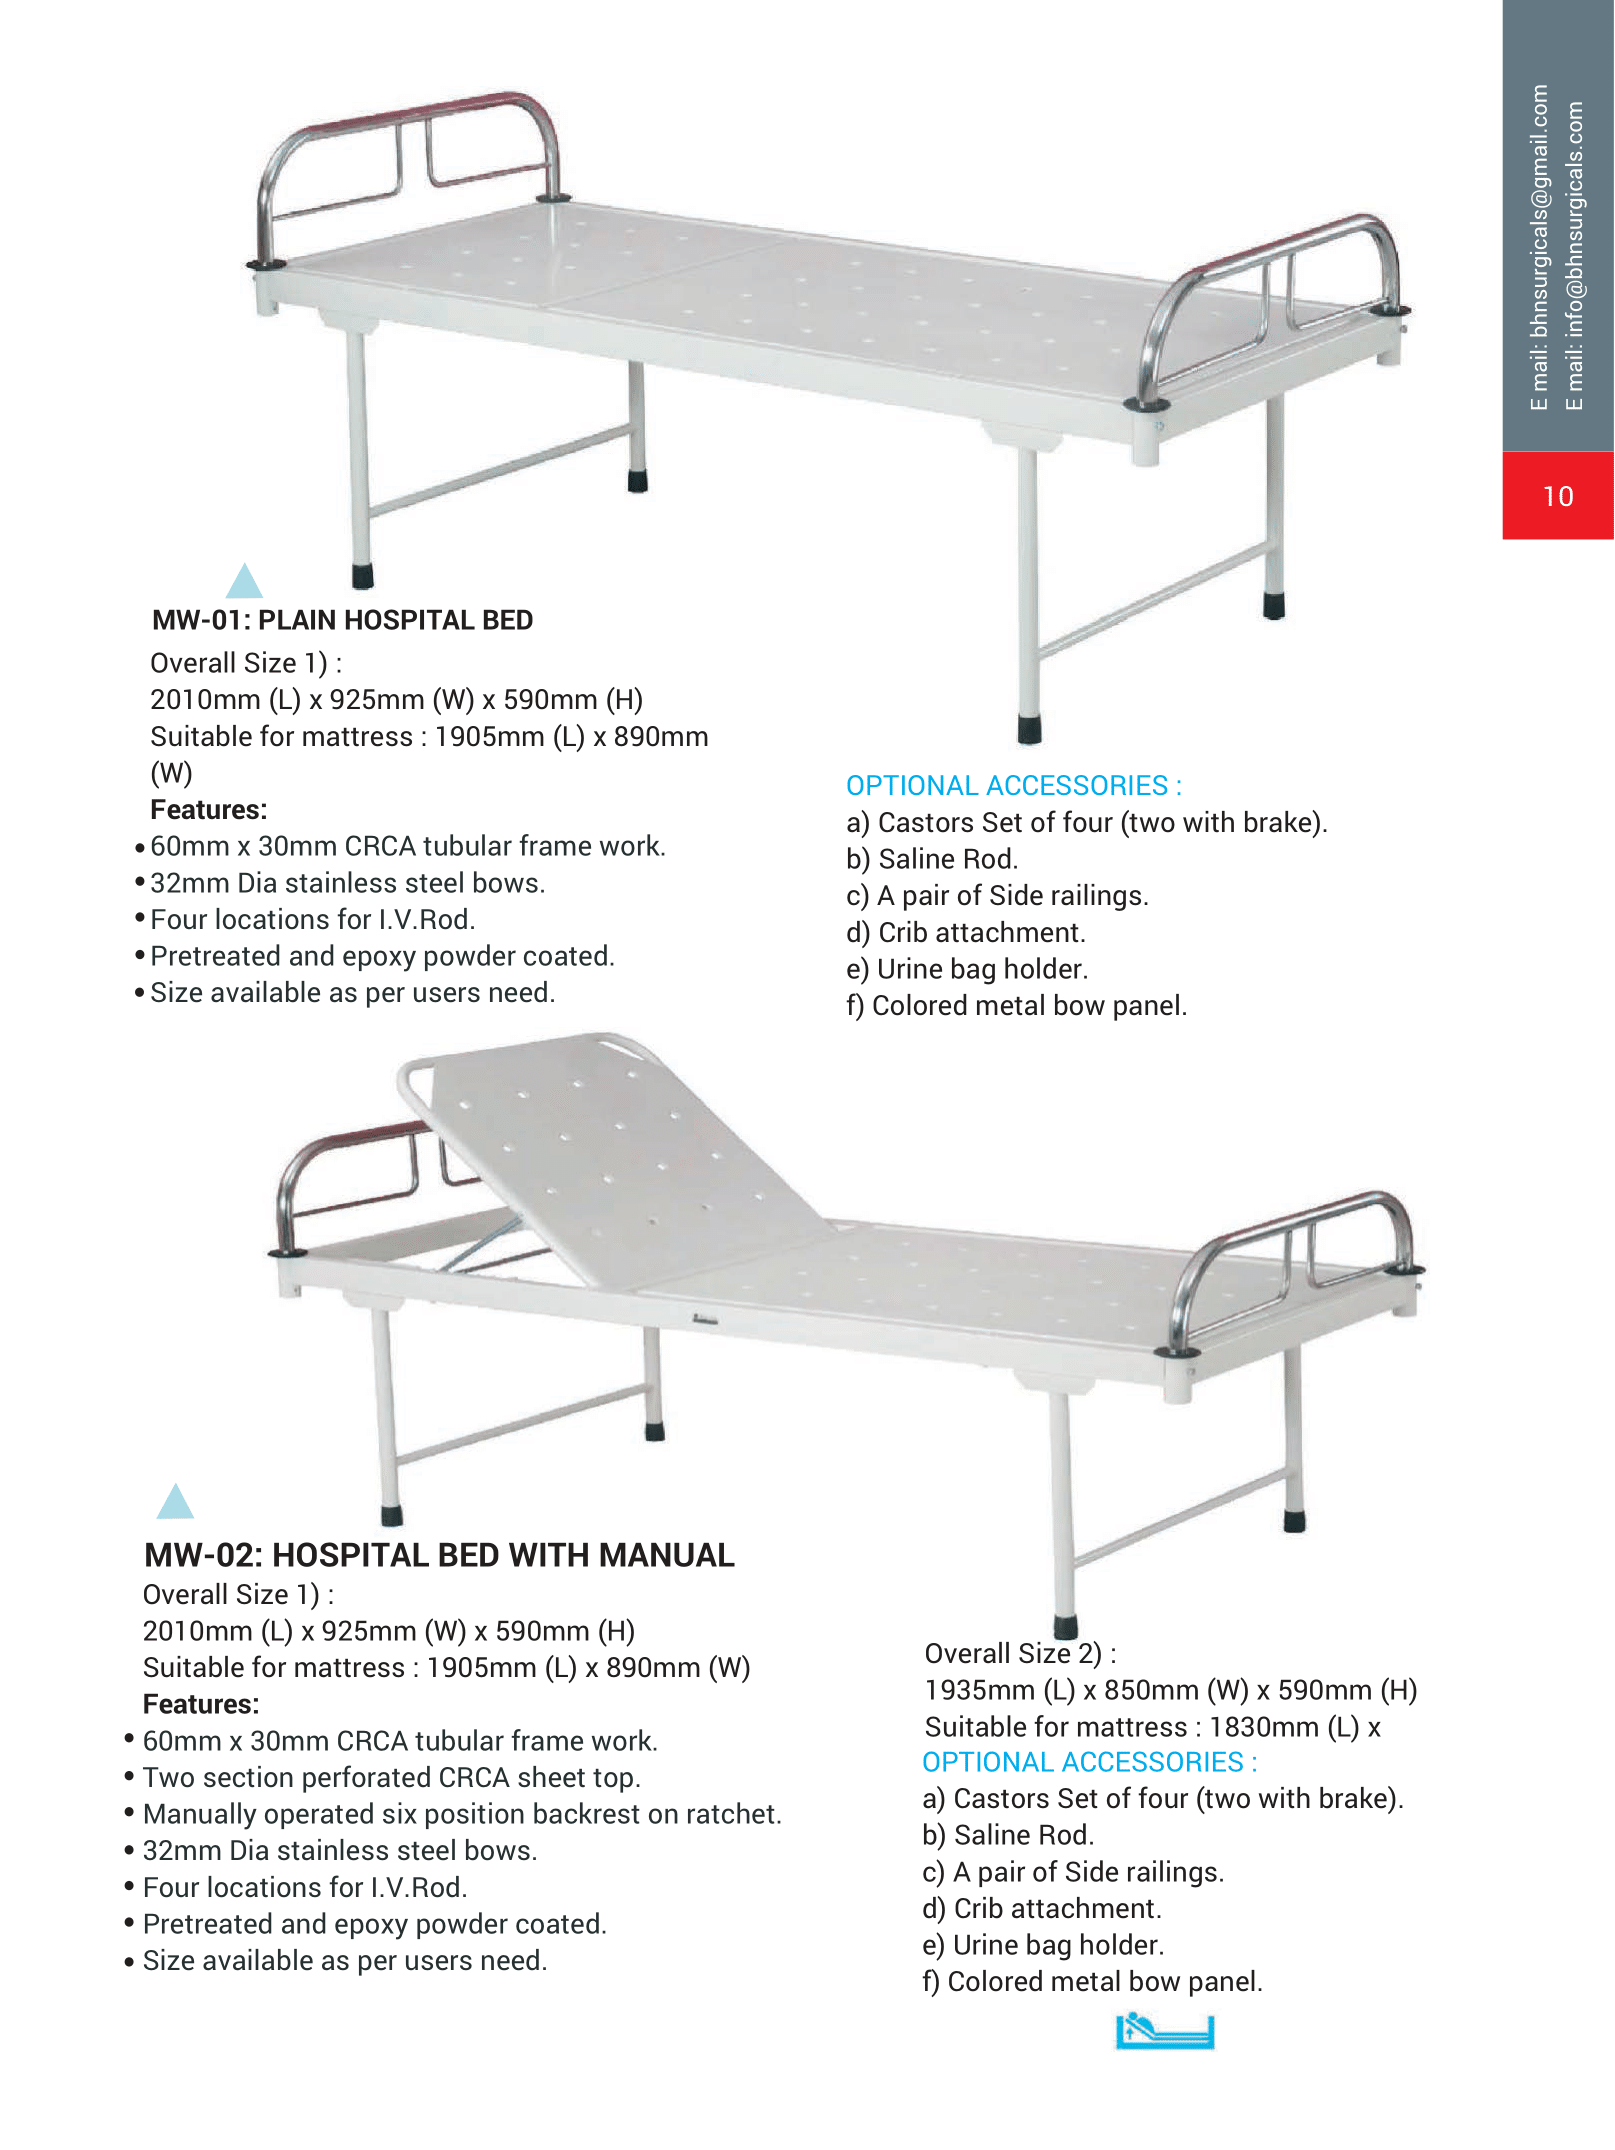 E mail: bhnsurgicals@gmail.com
E mail: info@bhnsurgicals.com
10
MW-01: PLAIN HOSPITAL BED
Overall Size 1) :
2010mm (L) x 925mm (W) x 590mm (H)
Suitable for mattress : 1905mm (L) x 890mm
(W)
Features:
• 60mm x 30mm CRCA tubular frame work.
• 32mm Dia stainless steel bows.
• Four locations for I.V.Rod.
• Pretreated and epoxy powder coated.
• Size available as per users need.
OPTIONAL ACCESSORIES :
a) Castors Set of four (two with brake).
b) Saline Rod.
c) A pair of Side railings.
d) Crib attachment.
e) Urine bag holder.
f) Colored metal bow panel.
MW-02: HOSPITAL BED WITH MANUAL
Overall Size 1) :
2010mm (L) x 925mm (W) x 590mm (H)
Suitable for mattress : 1905mm (L) x 890mm (W)
Features:
• 60mm x 30mm CRCA tubular frame work.
• Two section perforated CRCA sheet top.
• Manually operated six position backrest on ratchet.
• 32mm Dia stainless steel bows.
• Four locations for I.V.Rod.
• Pretreated and epoxy powder coated.
• Size available as per users need.
Overall Size 2) :
1935mm (L) x 850mm (W) x 590mm (H)
Suitable for mattress : 1830mm (L) x
OPTIONAL ACCESSORIES :
a) Castors Set of four (two with brake).
b) Saline Rod.
c) A pair of Side railings.
d) Crib attachment.
e) Urine bag holder.
f) Colored metal bow panel.